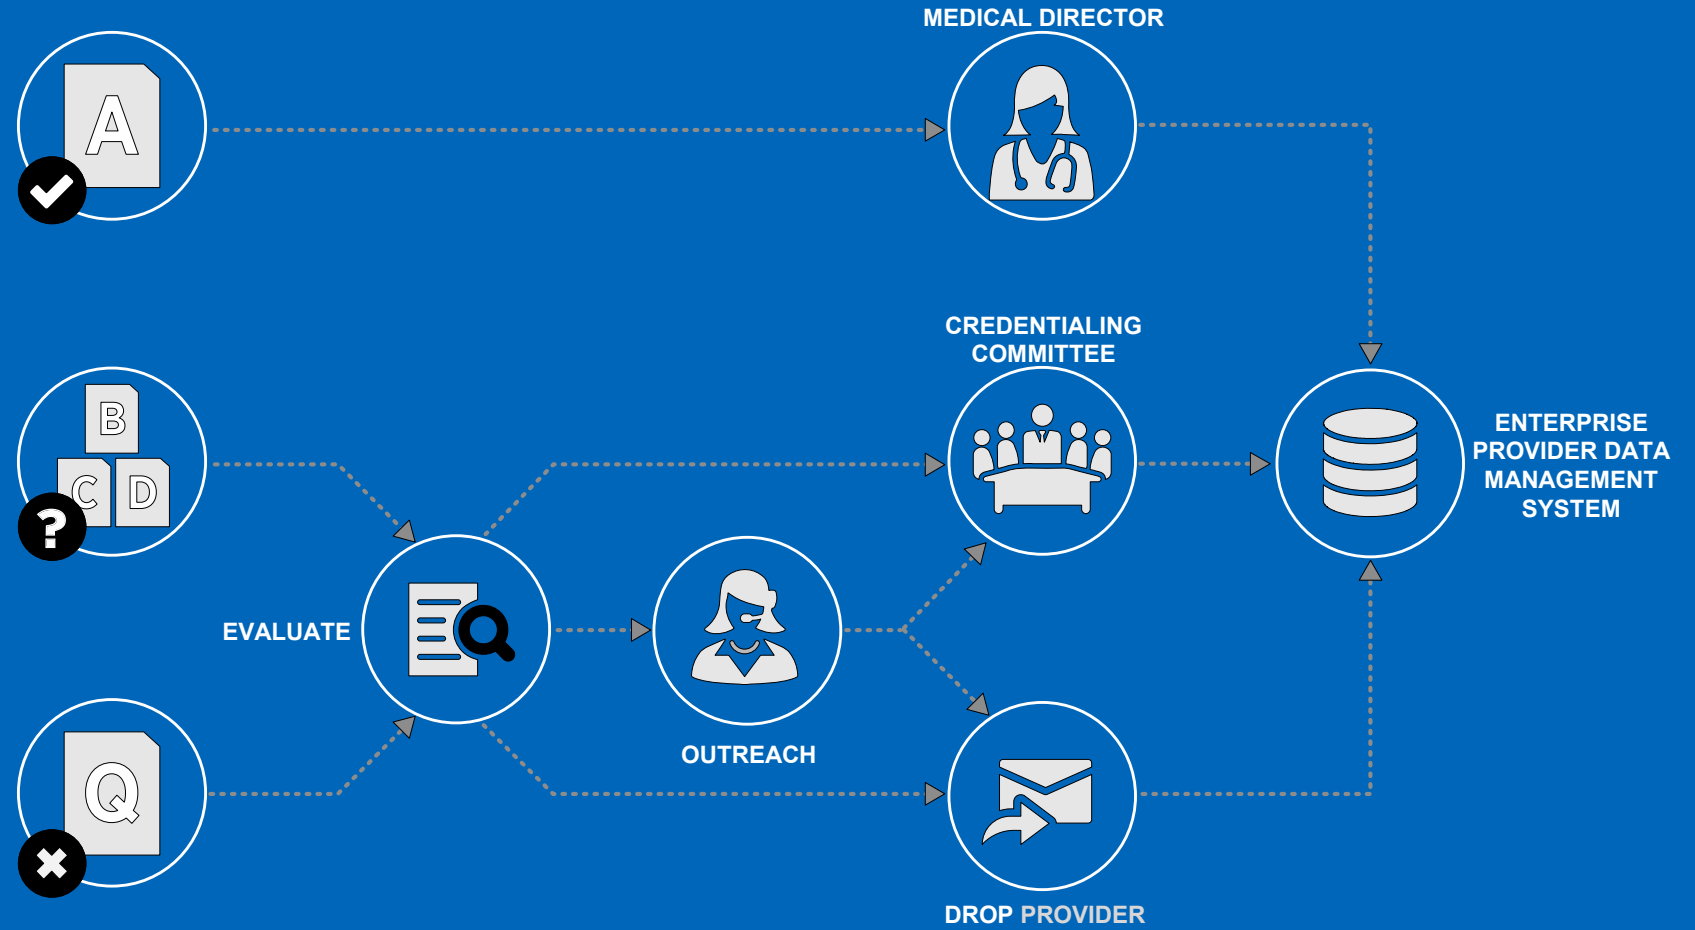 MEDICAL DIRECTOR
A
CREDENTIALING
COMMITTEE
B
C D
?
ENTERPRISE
PROVIDER DATA
MANAGEMENT
SYSTEM
EVALUATE
OUTREACH
Q
DROP PROVIDER